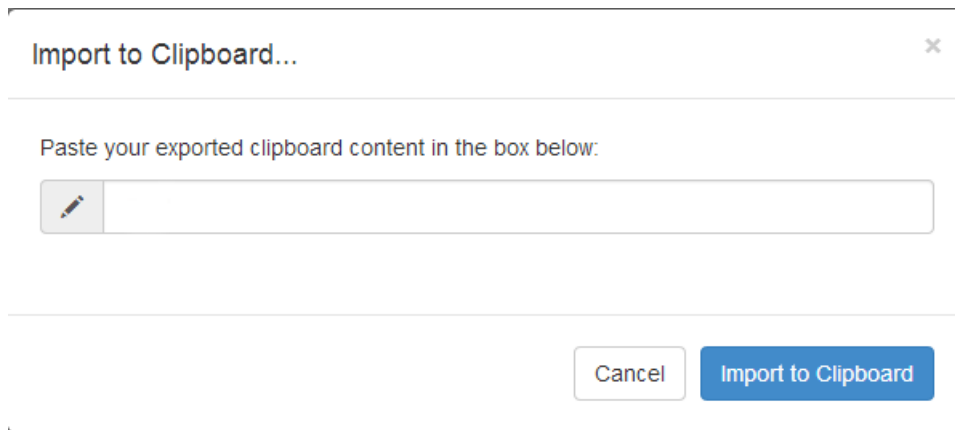 Import to Clipboard...
×
Paste your exported clipboard content in the box below:
Cancel
Import to Clipboard